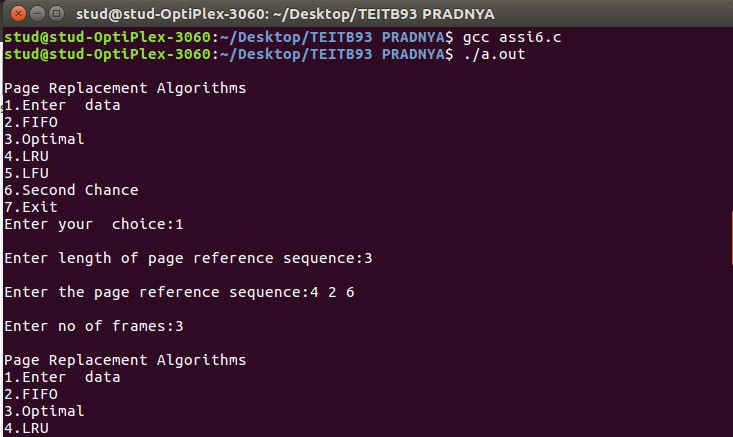 stud@stud-OptiPlex-3060: ~/Desktop/TEITB93 PRADNYA
stud@stud-OptiPlex-3060:~/Desktop/TEITB93 PRADNYA$ gcc assi6.c
stud@stud-OptiPlex-3060:~/Desktop/TEITB93 PRADNYA$ ./a.out
Page Replacement Algorithms
1.Enter  data
2.FIFO
3.Optimal
4.LRU
5.LFU
6.Second Chance
7.Exit
Enter your  choice:1
Enter length of page reference sequence:3
Enter the page reference sequence:4 2 6
Enter no of frames:3
Page Replacement Algorithms
1.Enter  data
2.FIFO
3.Optimal
4.LRU